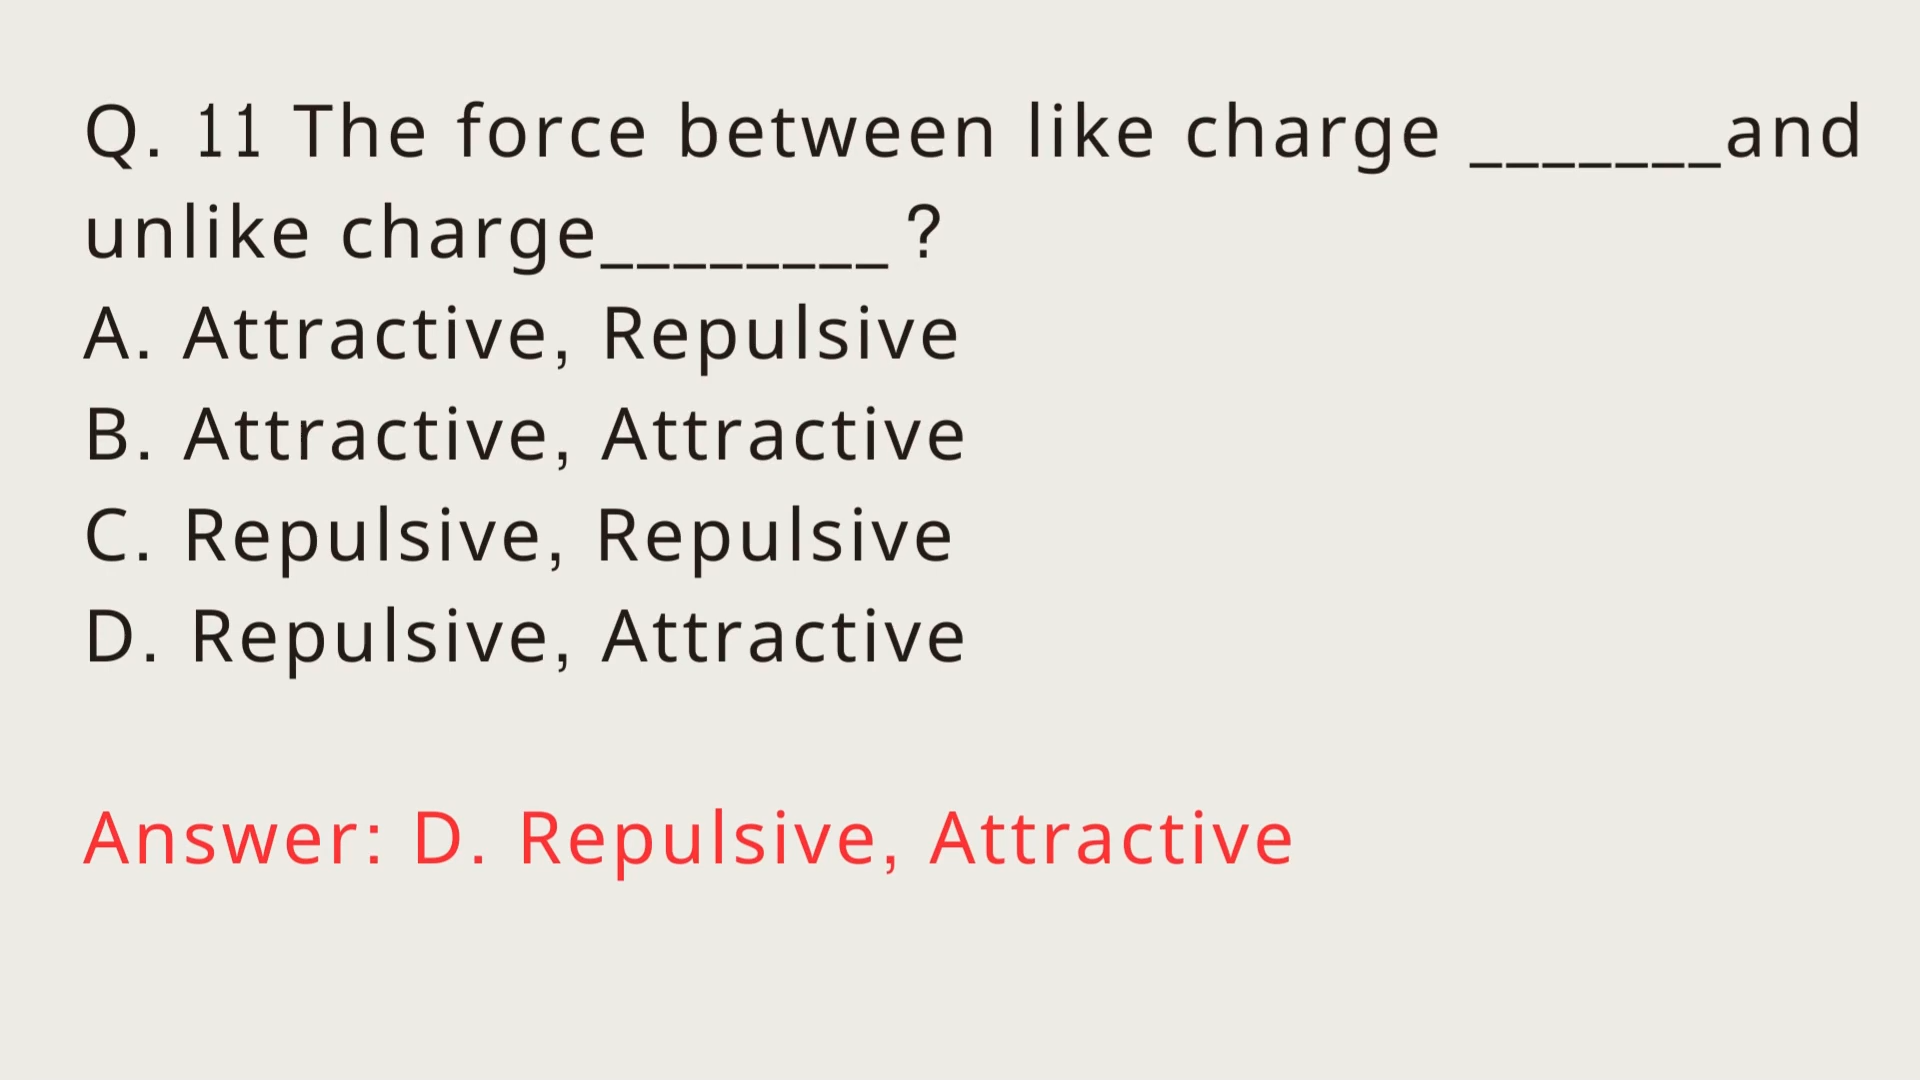 Q. 11 The force between like charge _______and
unlike charge________ ?
A. Attractive, Repulsive
B. Attractive, Attractive
C. Repulsive, Repulsive
D. Repulsive, Attractive
Answer: D. Repulsive, Attractive